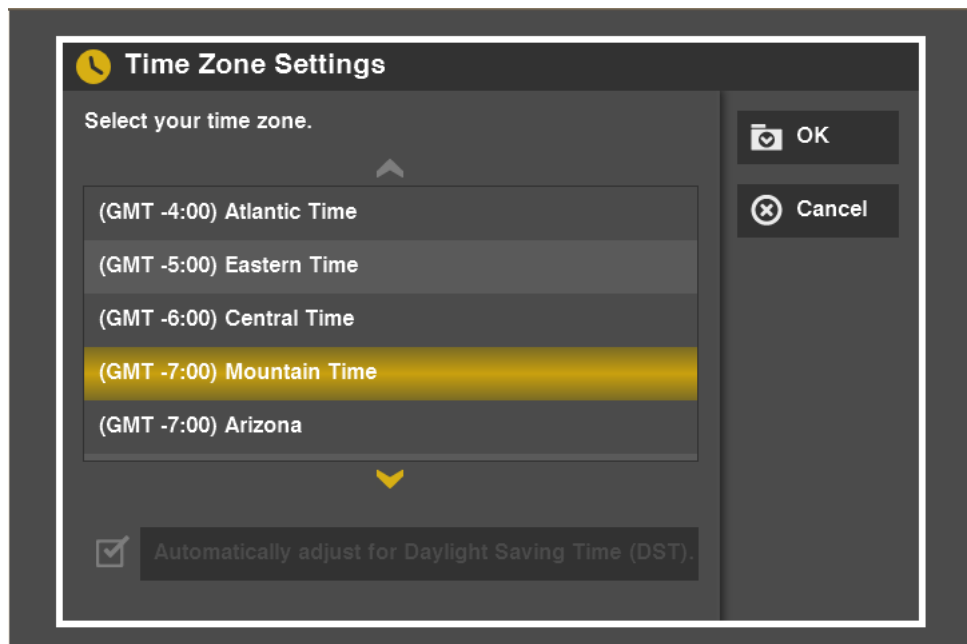 Time Zone Settings
Select your time zone.
(GMT -4:00) Atlantic Time
(GMT -5:00) Eastern Time
(GMT -6:00) Central Time
(GMT -7:00) Mountain Time
(GMT -7:00) Arizona
Automatically adjust for Daylight Saving Time (DST).
OK
Cancel